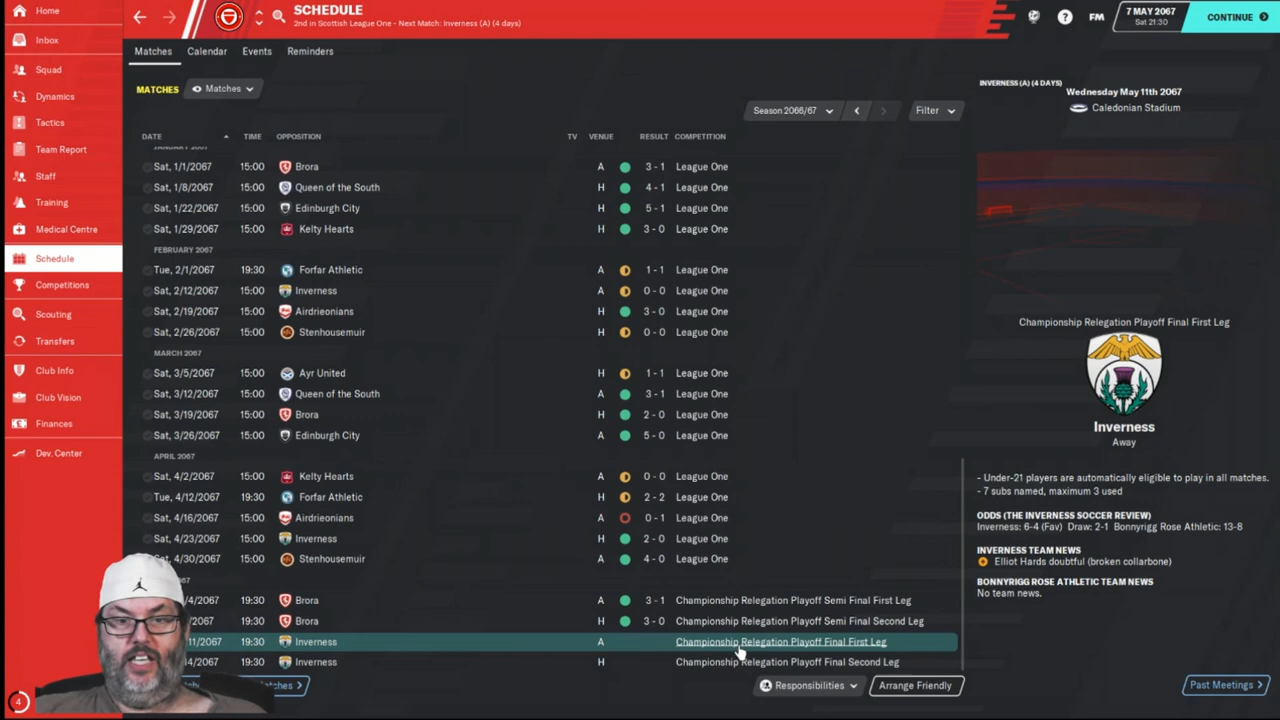 Home
Inbox
Squad
Dynamics
Tactics
Team Report
Staff
Training
Medical Centre
Schedule
Competitions
Scouting
Transfers
Club Info
Club Vision
Finances
Dev. Center
4
SCHEDULE
2nd in Scottish League One - Next Match: Inverness (A) (4 days)
FM
7 MAY 2067
Sat 21:30
CONTINUE
Matches Calendar Events Reminders
MATCHES Matches
Season 2066/67 Filter
DATE TIME OPPOSITION TV VENUE RESULT COMPETITION
Sat, 1/1/2067 15:00 Brora A 3 - 1 League One
Sat, 1/8/2067 15:00 Queen of the South H 4 - 1 League One
Sat, 1/22/2067 15:00 Edinburgh City H 5 - 1 League One
Sat, 1/29/2067 15:00 Kelty Hearts H 3 - 0 League One
FEBRUARY 2067
Tue, 2/1/2067 19:30 Forfar Athletic A 1 - 1 League One
Sat, 2/12/2067 15:00 Inverness A 0 - 0 League One
Sat, 2/19/2067 15:00 Airdrieonians H 3 - 0 League One
Sat, 2/26/2067 15:00 Stenhousemuir H 0 - 0 League One
MARCH 2067
Sat, 3/5/2067 15:00 Ayr United H 1 - 1 League One
Sat, 3/12/2067 15:00 Queen of the South A 3 - 1 League One
Sat, 3/19/2067 15:00 Brora H 2 - 0 League One
Sat, 3/26/2067 15:00 Edinburgh City A 5 - 0 League One
APRIL 2067
Sat, 4/2/2067 15:00 Kelty Hearts A 0 - 0 League One
Tue, 4/12/2067 19:30 Forfar Athletic H 2 - 2 League One
Sat, 4/16/2067 15:00 Airdrieonians A 0 - 1 League One
Sat, 4/23/2067 15:00 Inverness H 2 - 0 League One
Sat, 4/30/2067 15:00 Stenhousemuir A 4 - 0 League One
/4/2067 19:30 Brora A 3 - 1 Championship Relegation Playoff Semi Final First Leg
/2067 19:30 Brora H 3 - 0 Championship Relegation Playoff Semi Final Second Leg
11/2067 19:30 Inverness A Championship Relegation Playoff Final First Leg
14/2067 19:30 Inverness H Championship Relegation Playoff Final Second Leg
Responsibilities Arrange Friendly
INVERNESS (A) (4 DAYS)
Wednesday May 11th 2067
Caledonian Stadium
Championship Relegation Playoff Final First Leg
Inverness
Away
- Under-21 players are automatically eligible to play in all matches.
- 7 subs named, maximum 3 used
ODDS (THE INVERNESS SOCCER REVIEW)
Inverness: 6-4 (Fav) Draw: 2-1 Bonnyrigg Rose Athletic: 13-8
INVERNESS TEAM NEWS
Elliot Hards doubtful (broken collarbone)
BONNYRIGG ROSE ATHLETIC TEAM NEWS
No team news.
Past Meetings